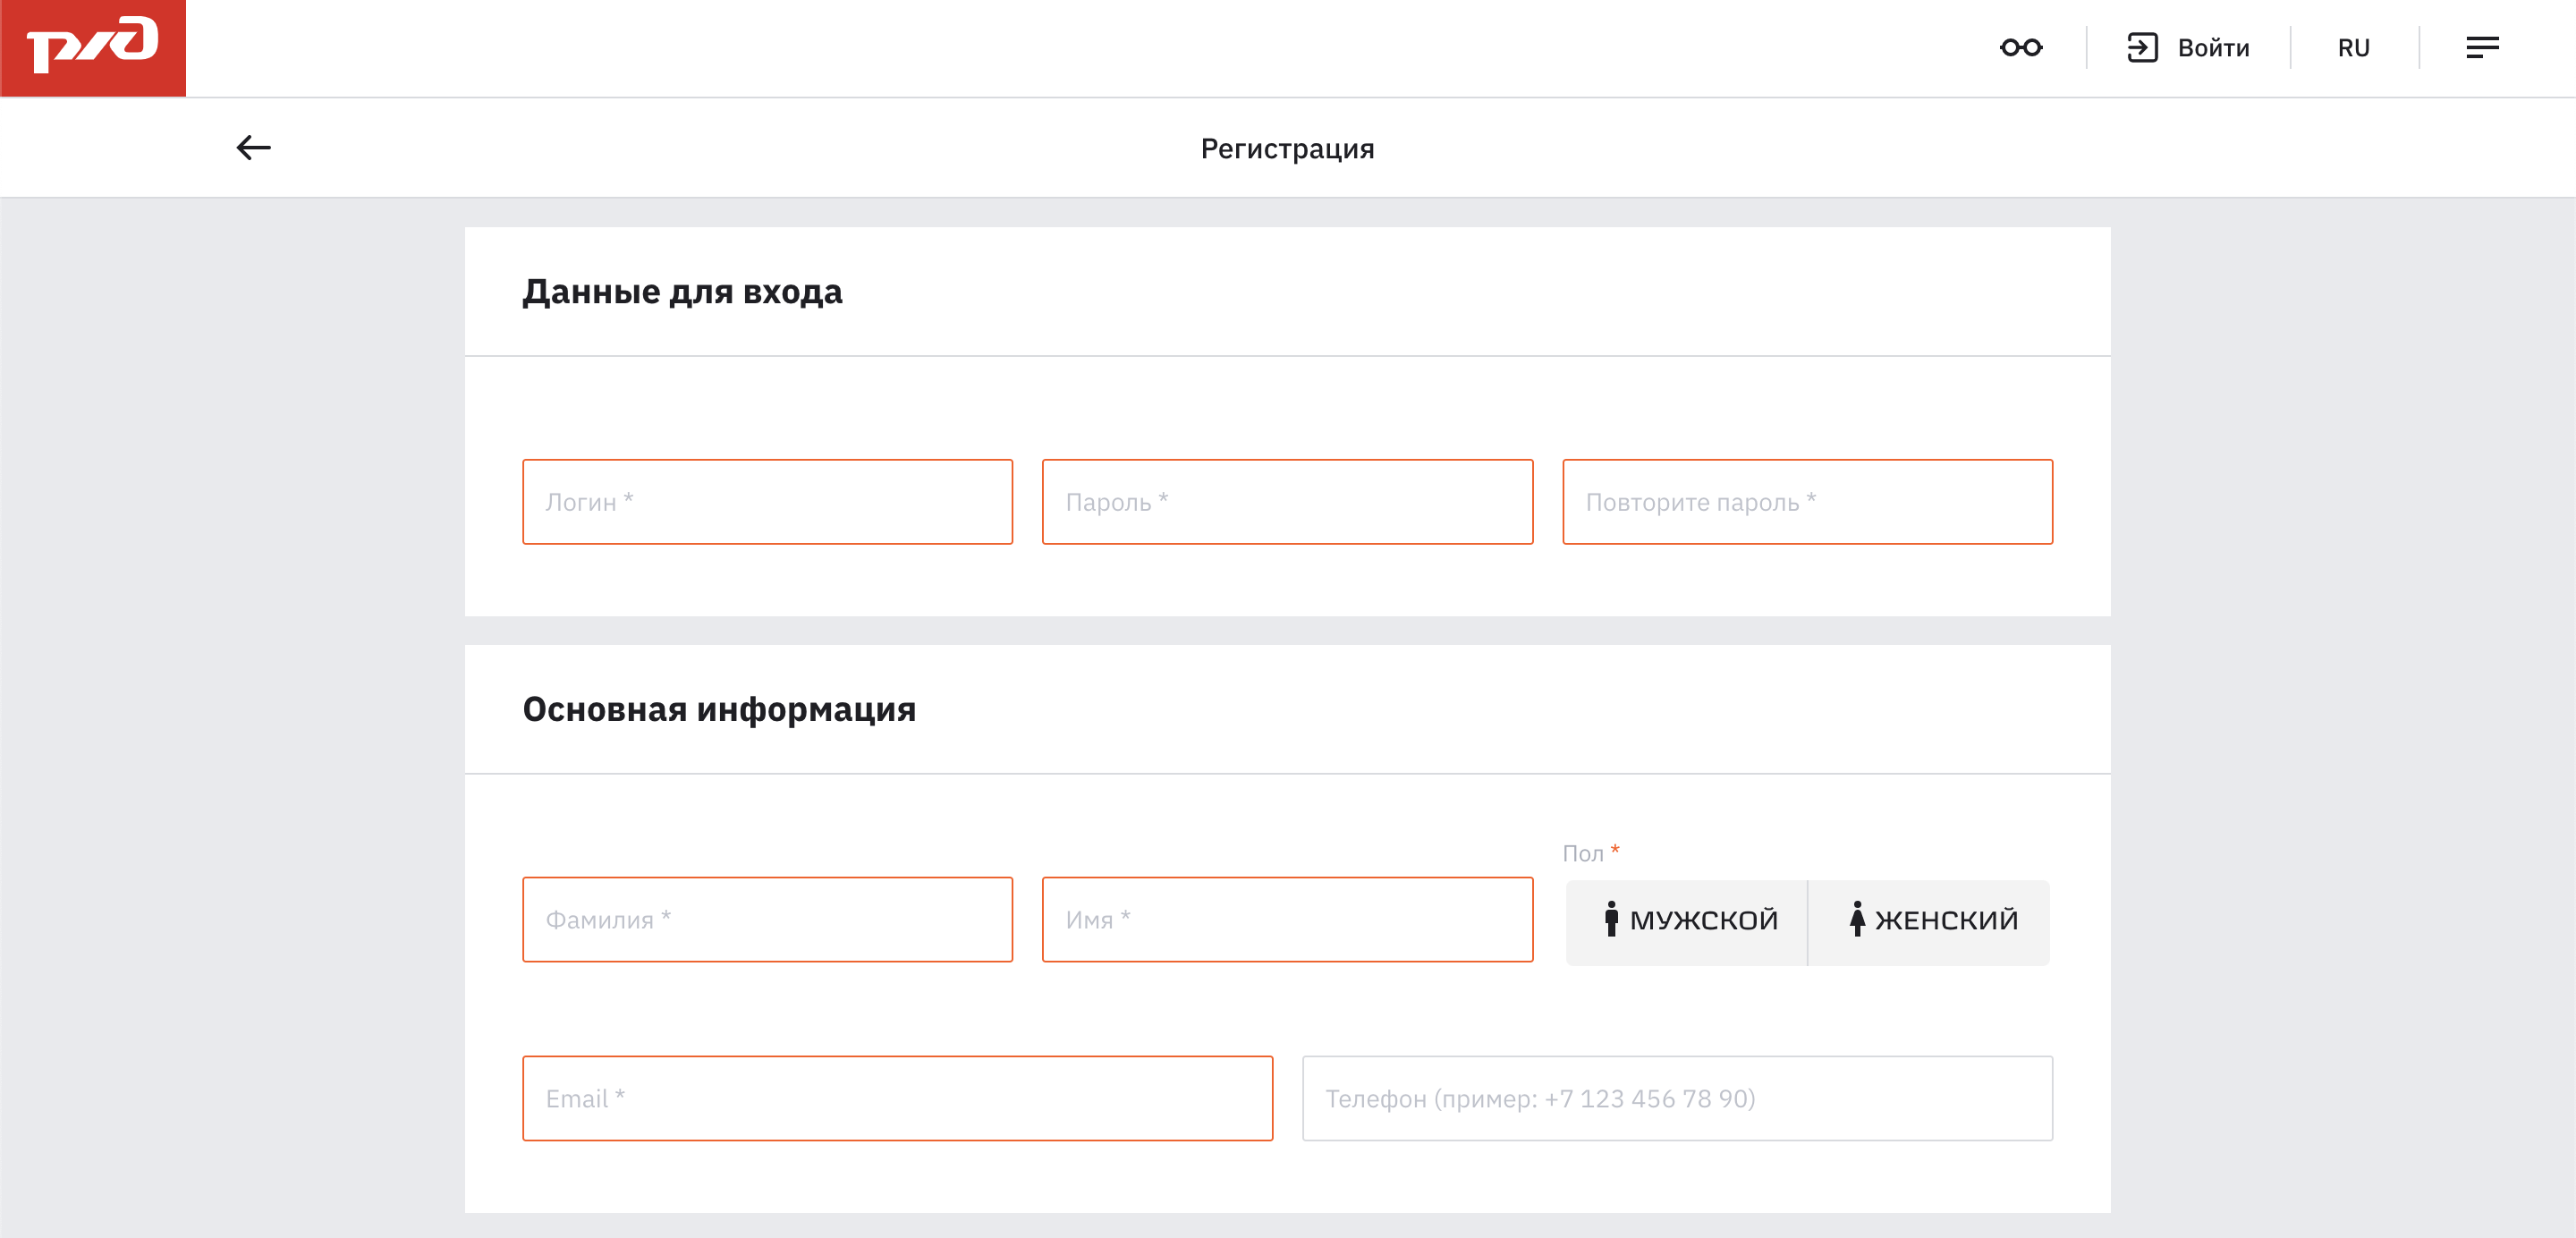 ржд
Войти
RU
Регистрация
Данные для входа
Логин *
Пароль *
Повторите пароль *
Основная информация
Пол *
Фамилия *
Имя *
МУЖСКОЙ
ЖЕНСКИЙ
Email *
Телефон (пример: +7 123 456 78 90)